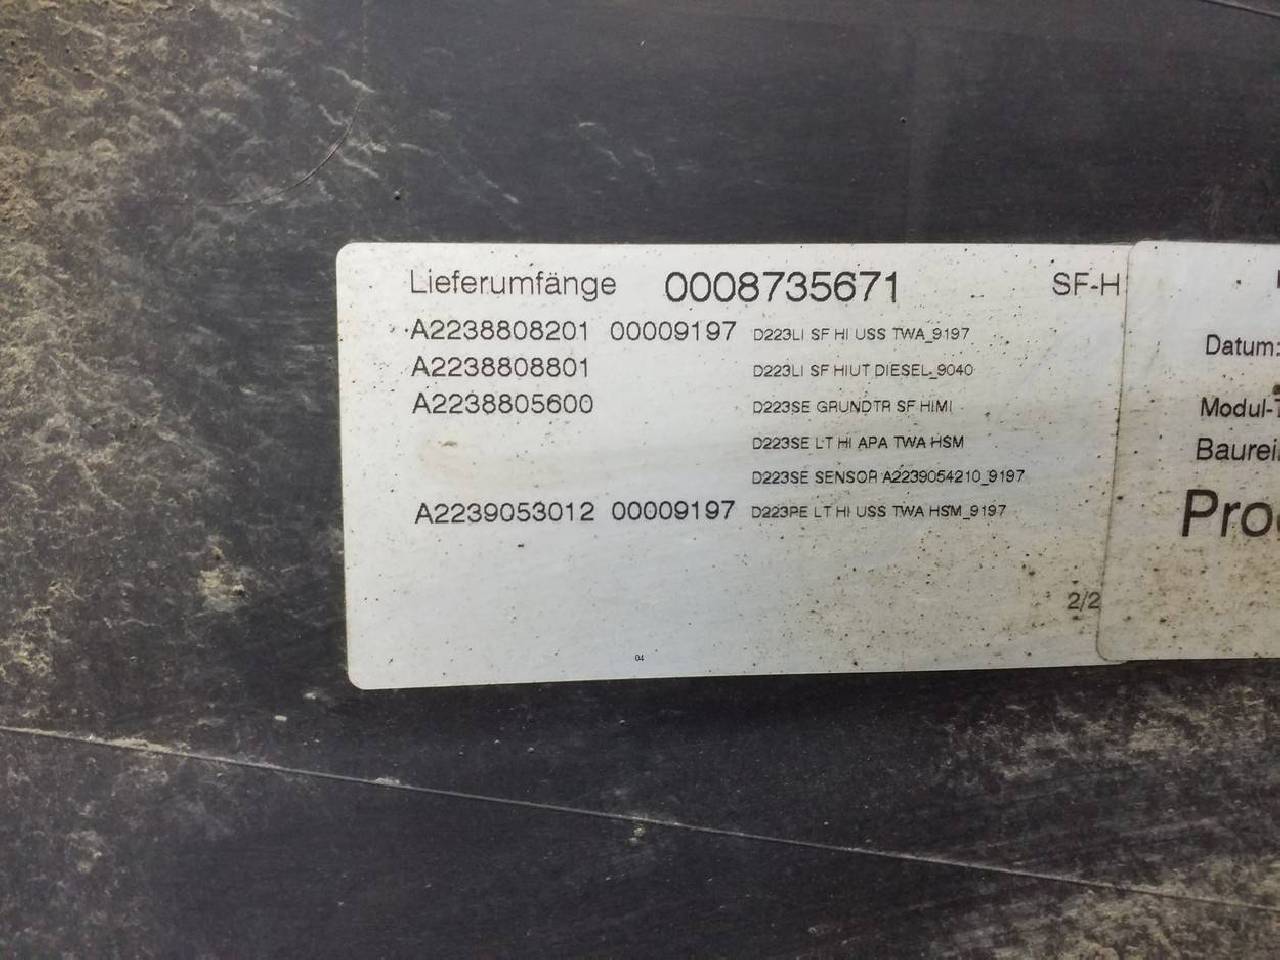 Lieferumfänge 0008735671 SF-H
A2238808201 00009197 D223LI SF HI USS TWA_9197
A2238808801 D223LI SF HIUT DIESEL_9040
A2238805600 D223SE GRUNDTR SF HIMI
D223SE LT HI APA TWA HSM
D223SE SENSOR A2239054210_9197
A2239053012 00009197 D223PE LT HI USS TWA HSM_9197
2/2
04
Datum:
Modul-
Baurei
Pro